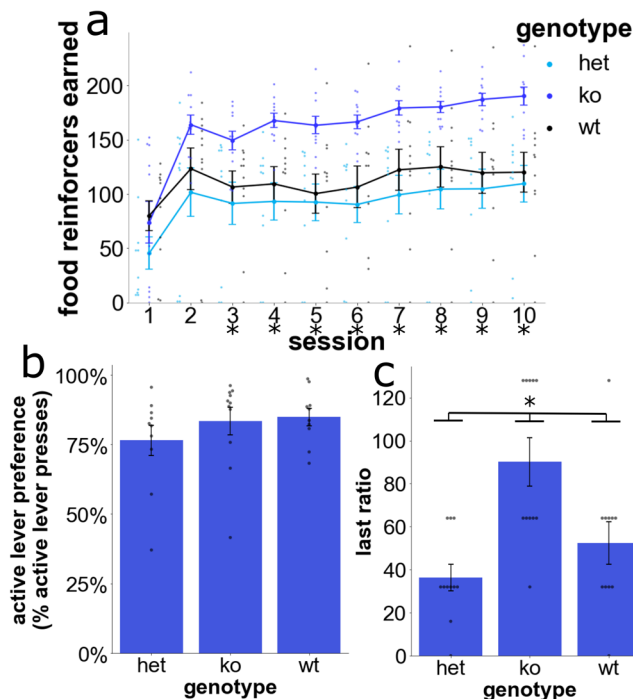 a
genotype
het
ko
wt
food reinforcers earned
200
150
100
50
0
1 2 3 4 5 6 7 8 9 10
* * * * * * * *
session
b
active lever preference
(% active lever presses)
100%
75%
50%
25%
0%
het ko wt
genotype
c
*
last ratio
120
100
80
60
40
20
0
het ko wt
genotype